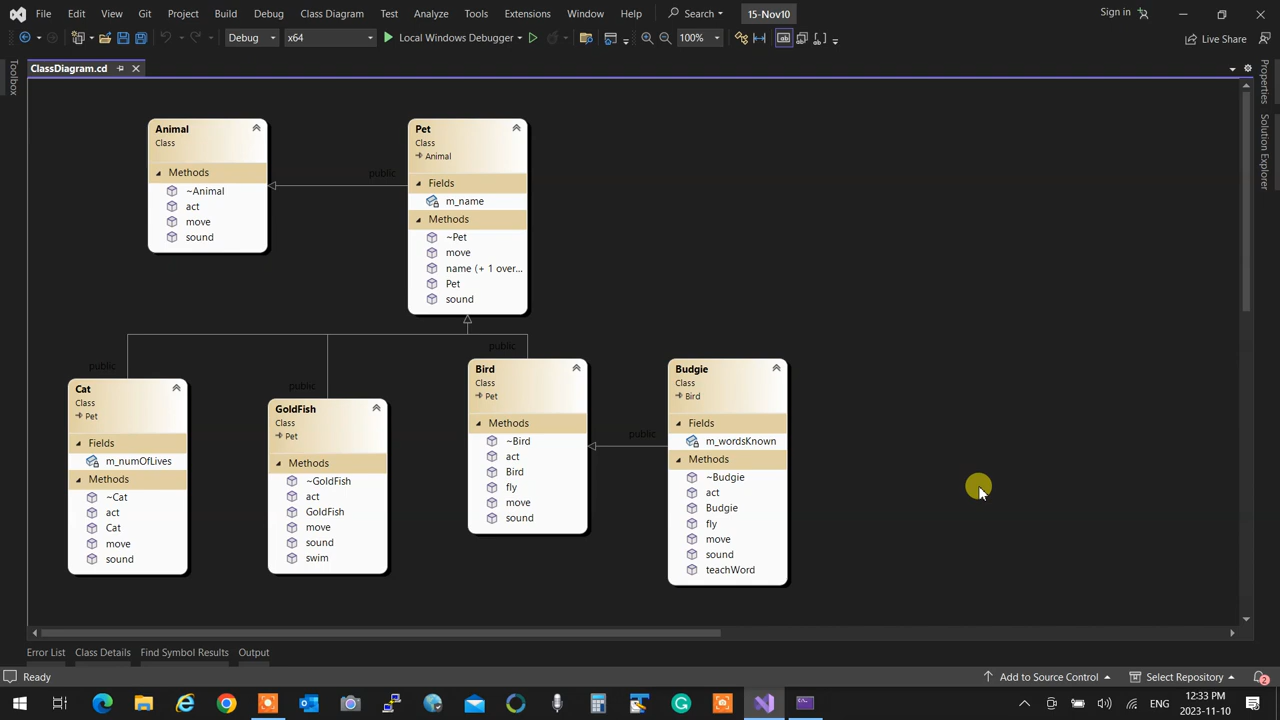 File Edit View Git Project Build Debug Class Diagram Test Analyze Tools Extensions Window Help Search 15-Nov10 Sign in
Debug x64 Local Windows Debugger 100% Live Share
ClassDiagram.cd
Toolbox
Properties
Solution Explorer
Animal
Class
Methods
~Animal
act
move
sound
public
Pet
Class
Animal
Fields
m_name
Methods
~Pet
move
name (+ 1 over...
Pet
sound
public
Cat
Class
Pet
Fields
m_numOfLives
Methods
~Cat
act
Cat
move
sound
public
GoldFish
Class
Pet
Methods
~GoldFish
act
GoldFish
move
sound
swim
public
Bird
Class
Pet
Methods
~Bird
act
Bird
fly
move
sound
public
Budgie
Class
Bird
Fields
m_wordsKnown
Methods
~Budgie
act
Budgie
fly
move
sound
teachWord
Error List Class Details Find Symbol Results Output
Ready Add to Source Control Select Repository 2
ENG 12:33 PM
2023-11-10